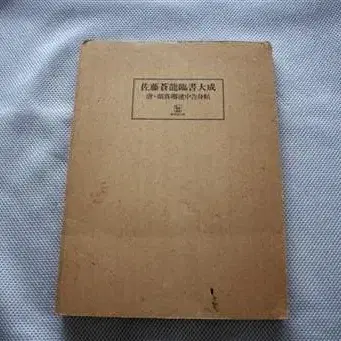 佐藤蒼龍臨書大成
唐・顔真卿建中告身帖